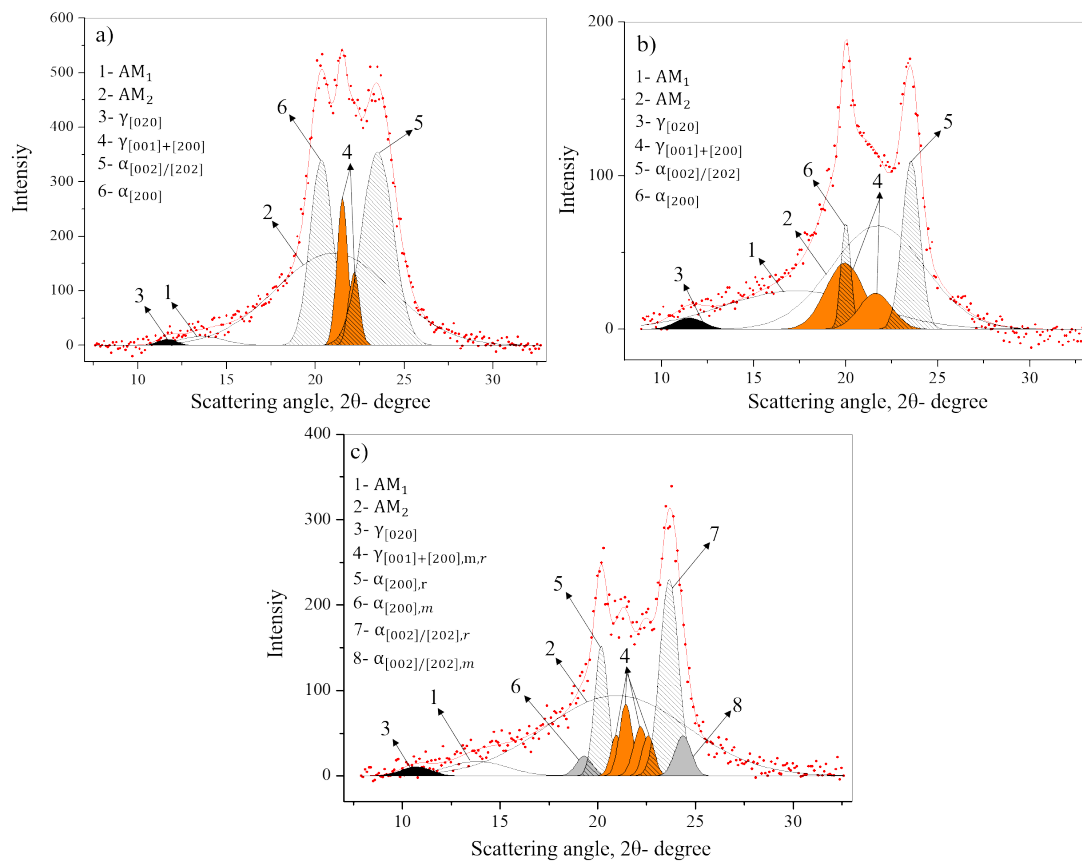 a)
600
500
400
300
200
100
0
Intensiy
1- AM₁
2- AM₂
3- γ[020]
4- γ[001]+[200]
5- α[002]/[202]
6- α[200]
6
4
5
2
3
1
10 15 20 25 30
Scattering angle, 2θ- degree
b)
200
100
0
Intensiy
1- AM₁
2- AM₂
3- γ[020]
4- γ[001]+[200]
5- α[002]/[202]
6- α[200]
5
6
4
2
1
3
10 15 20 25 30
Scattering angle, 2θ- degree
c)
400
300
200
100
0
Intensiy
1- AM₁
2- AM₂
3- γ[020]
4- γ[001]+[200],m,r
5- α[200],r
6- α[200],m
7- α[002]/[202],r
8- α[002]/[202],m
7
5
2
4
6
1
8
3
10 15 20 25 30
Scattering angle, 2θ- degree